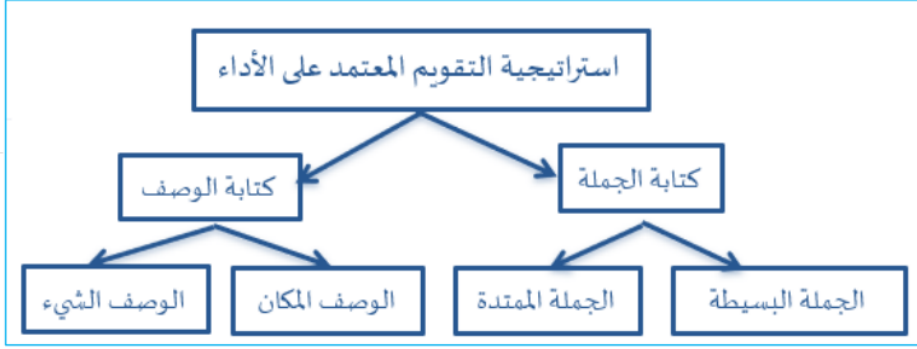 استراتيجية التقويم المعتمد على الأداء
كتابة الجملة
كتابة الوصف
الجملة البسيطة
الجملة الممتدة
الوصف المكان
الوصف الشيء